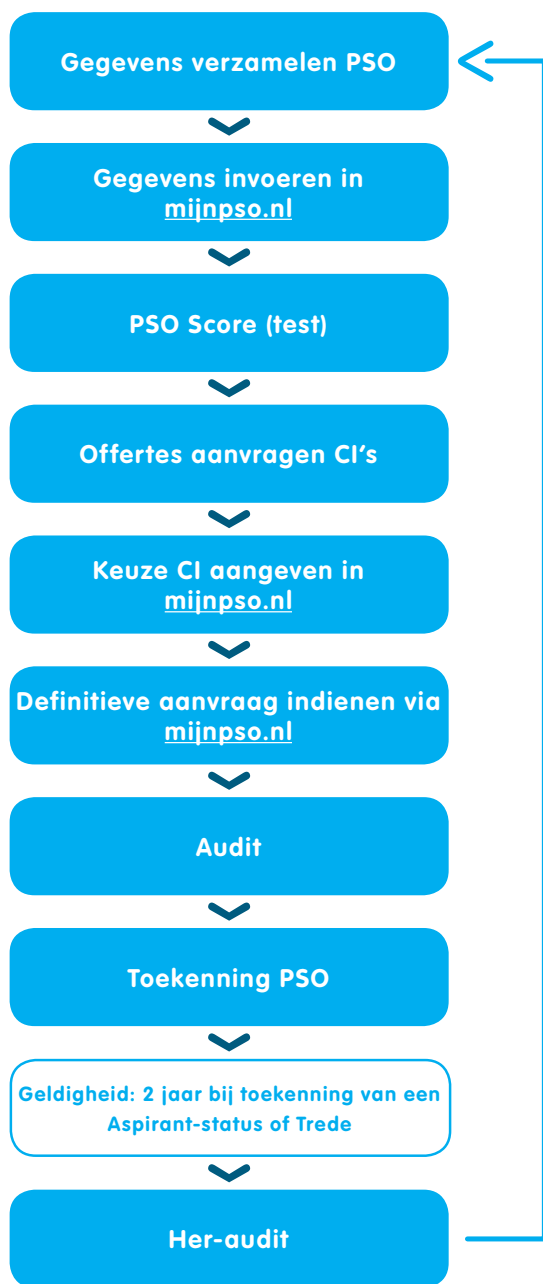 Gegevens verzamelen PSO
Gegevens invoeren in
mijnpso.nl
PSO Score (test)
Offertes aanvragen CI's
Keuze CI aangeven in
mijnpso.nl
Definitieve aanvraag indienen via
mijnpso.nl
Audit
Toekenning PSO
Geldigheid: 2 jaar bij toekenning van een
Aspirant-status of Trede
Her-audit